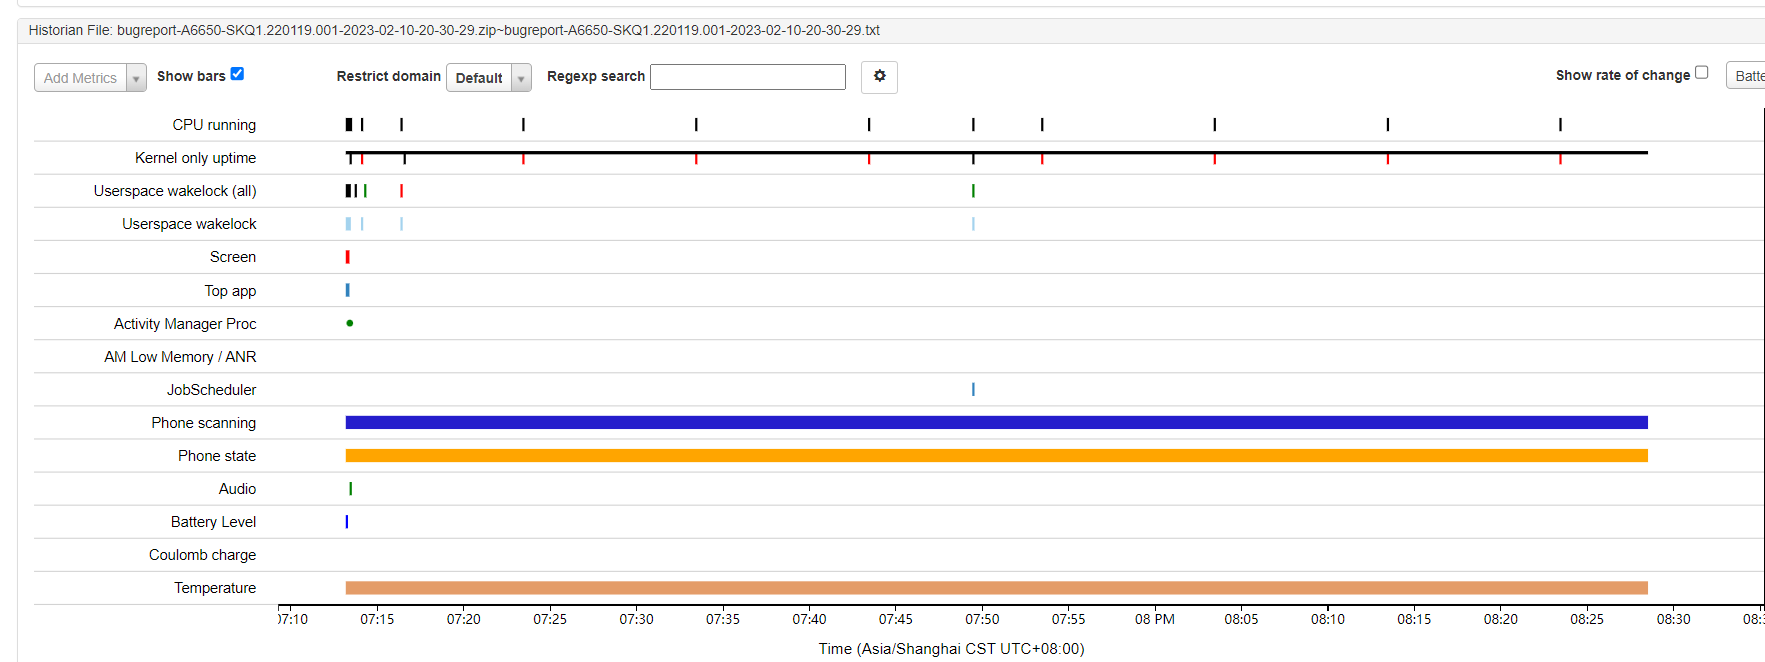 Historian File: bugreport-A6650-SKQ1.220119.001-2023-02-10-20-30-29.zip~bugreport-A6650-SKQ1.220119.001-2023-02-10-20-30-29.txt
Add Metrics Show bars Restrict domain Default Regexp search Show rate of change Batte
CPU running
Kernel only uptime
Userspace wakelock (all)
Userspace wakelock
Screen
Top app
Activity Manager Proc
AM Low Memory / ANR
JobScheduler
Phone scanning
Phone state
Audio
Battery Level
Coulomb charge
Temperature
07:10 07:15 07:20 07:25 07:30 07:35 07:40 07:45 07:50 07:55 08 PM 08:05 08:10 08:15 08:20 08:25 08:30 08:3
Time (Asia/Shanghai CST UTC+08:00)